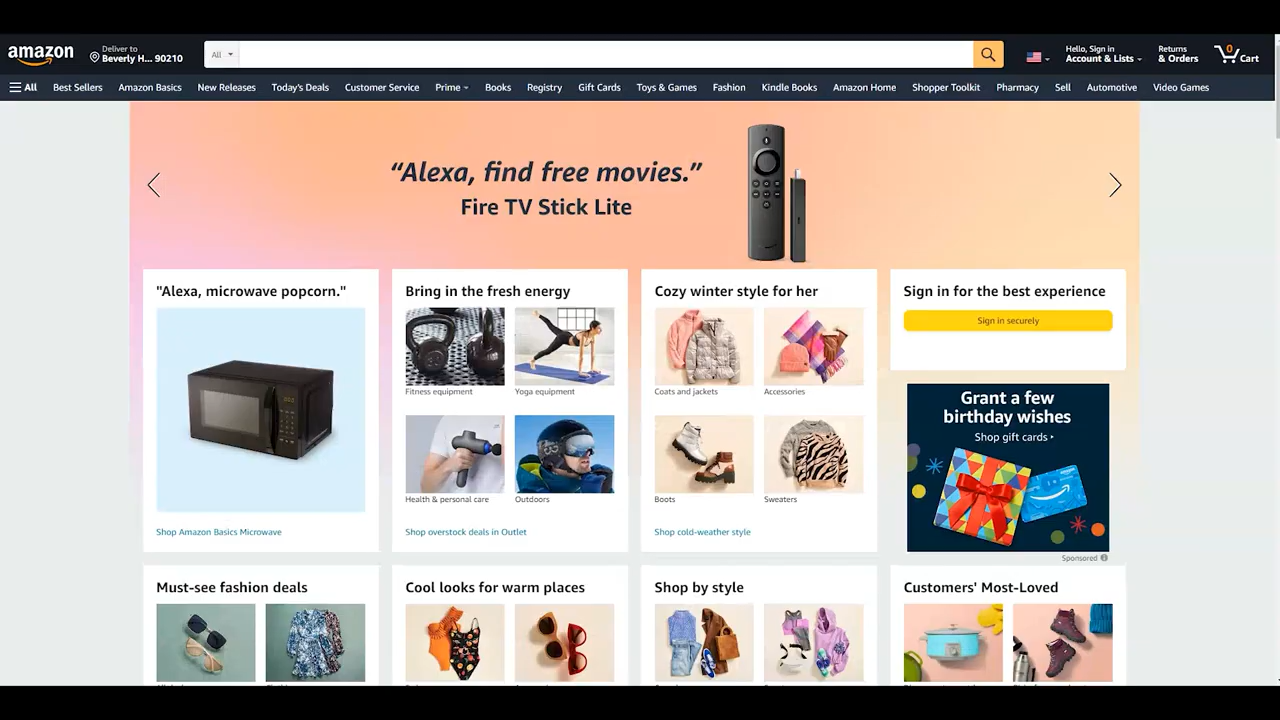 amazon
Deliver to
Beverly H... 90210
All
Hello, Sign in
Account & Lists
Returns
& Orders
0
Cart
All
Best Sellers
Amazon Basics
New Releases
Today's Deals
Customer Service
Prime
Books
Registry
Gift Cards
Toys & Games
Fashion
Kindle Books
Amazon Home
Shopper Toolkit
Pharmacy
Sell
Automotive
Video Games
“Alexa, find free movies.”
Fire TV Stick Lite
"Alexa, microwave popcorn."
Shop Amazon Basics Microwave
Bring in the fresh energy
Fitness equipment
Yoga equipment
Health & personal care
Outdoors
Shop overstock deals in Outlet
Cozy winter style for her
Coats and jackets
Accessories
Boots
Sweaters
Shop cold-weather style
Sign in for the best experience
Sign in securely
Grant a few
birthday wishes
Shop gift cards
Sponsored
Must-see fashion deals
Cool looks for warm places
Shop by style
Customers' Most-Loved